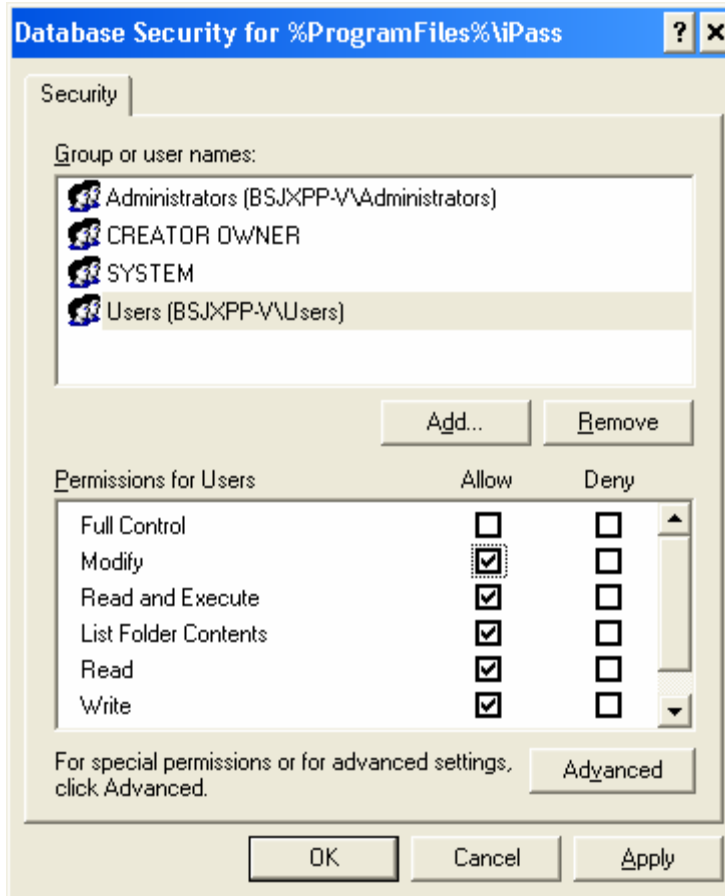 Database Security for %ProgramFiles%\iPass
Security
Group or user names:
Administrators (BSJXPP-V\Administrators)
CREATOR OWNER
SYSTEM
Users (BSJXPP-V\Users)
Add... Remove
Permissions for Users Allow Deny
Full Control
Modify
Read and Execute
List Folder Contents
Read
Write
For special permissions or for advanced settings,
click Advanced.
Advanced
OK Cancel Apply